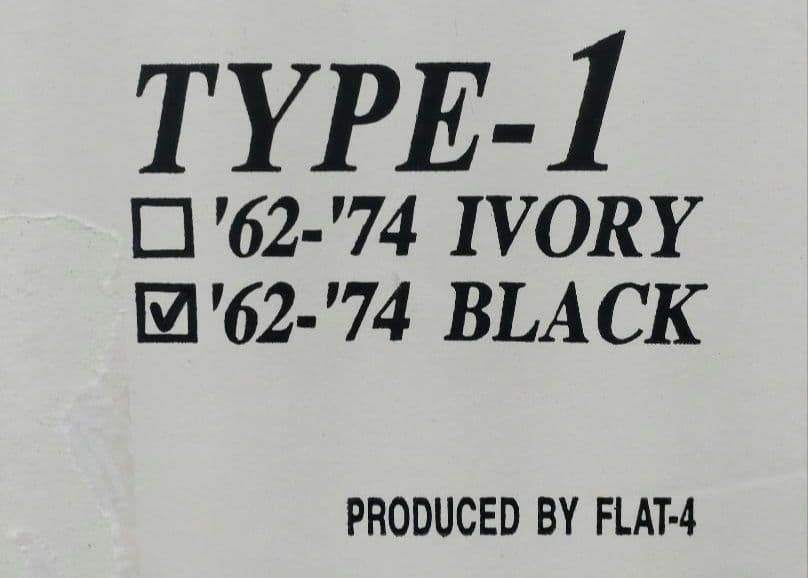 TYPE-1
☐ '62-'74 IVORY
☑ '62-'74 BLACK
PRODUCED BY FLAT-4